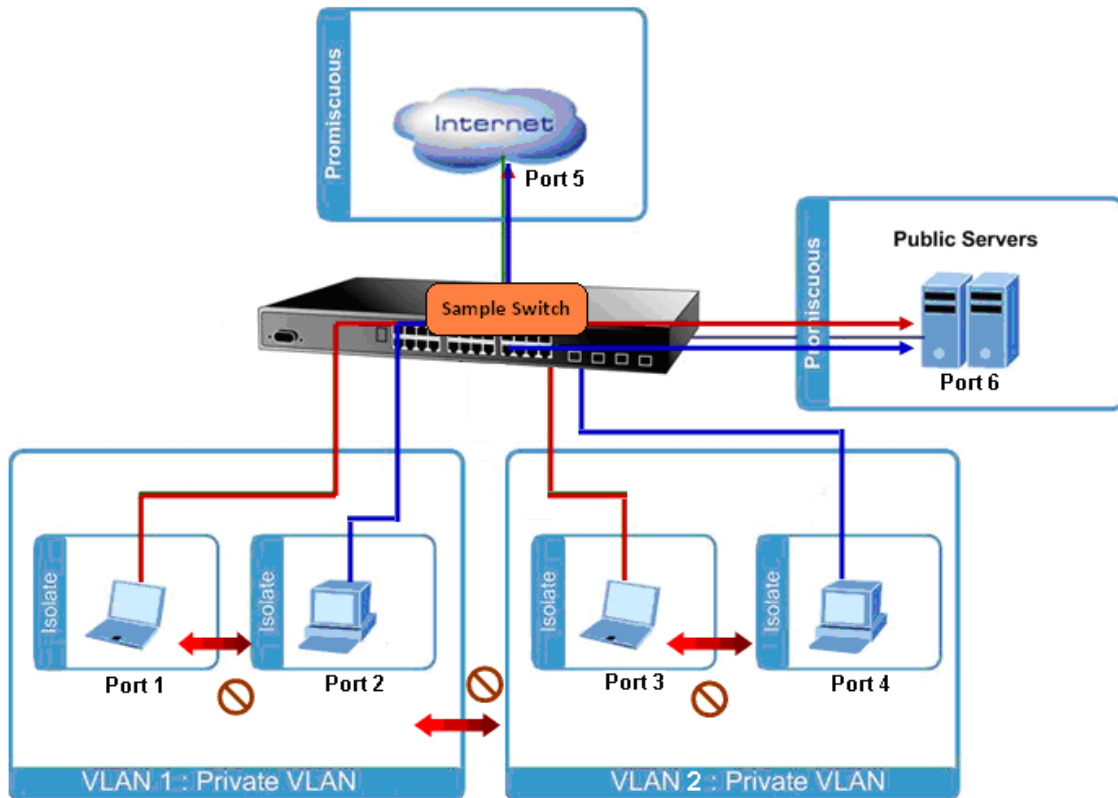 Promiscuous
Internet
Port 5
Promiscuous
Public Servers
Port 6
Sample Switch
Isolate
Port 1
Isolate
Port 2
Isolate
Port 3
Isolate
Port 4
VLAN 1 : Private VLAN
VLAN 2 : Private VLAN